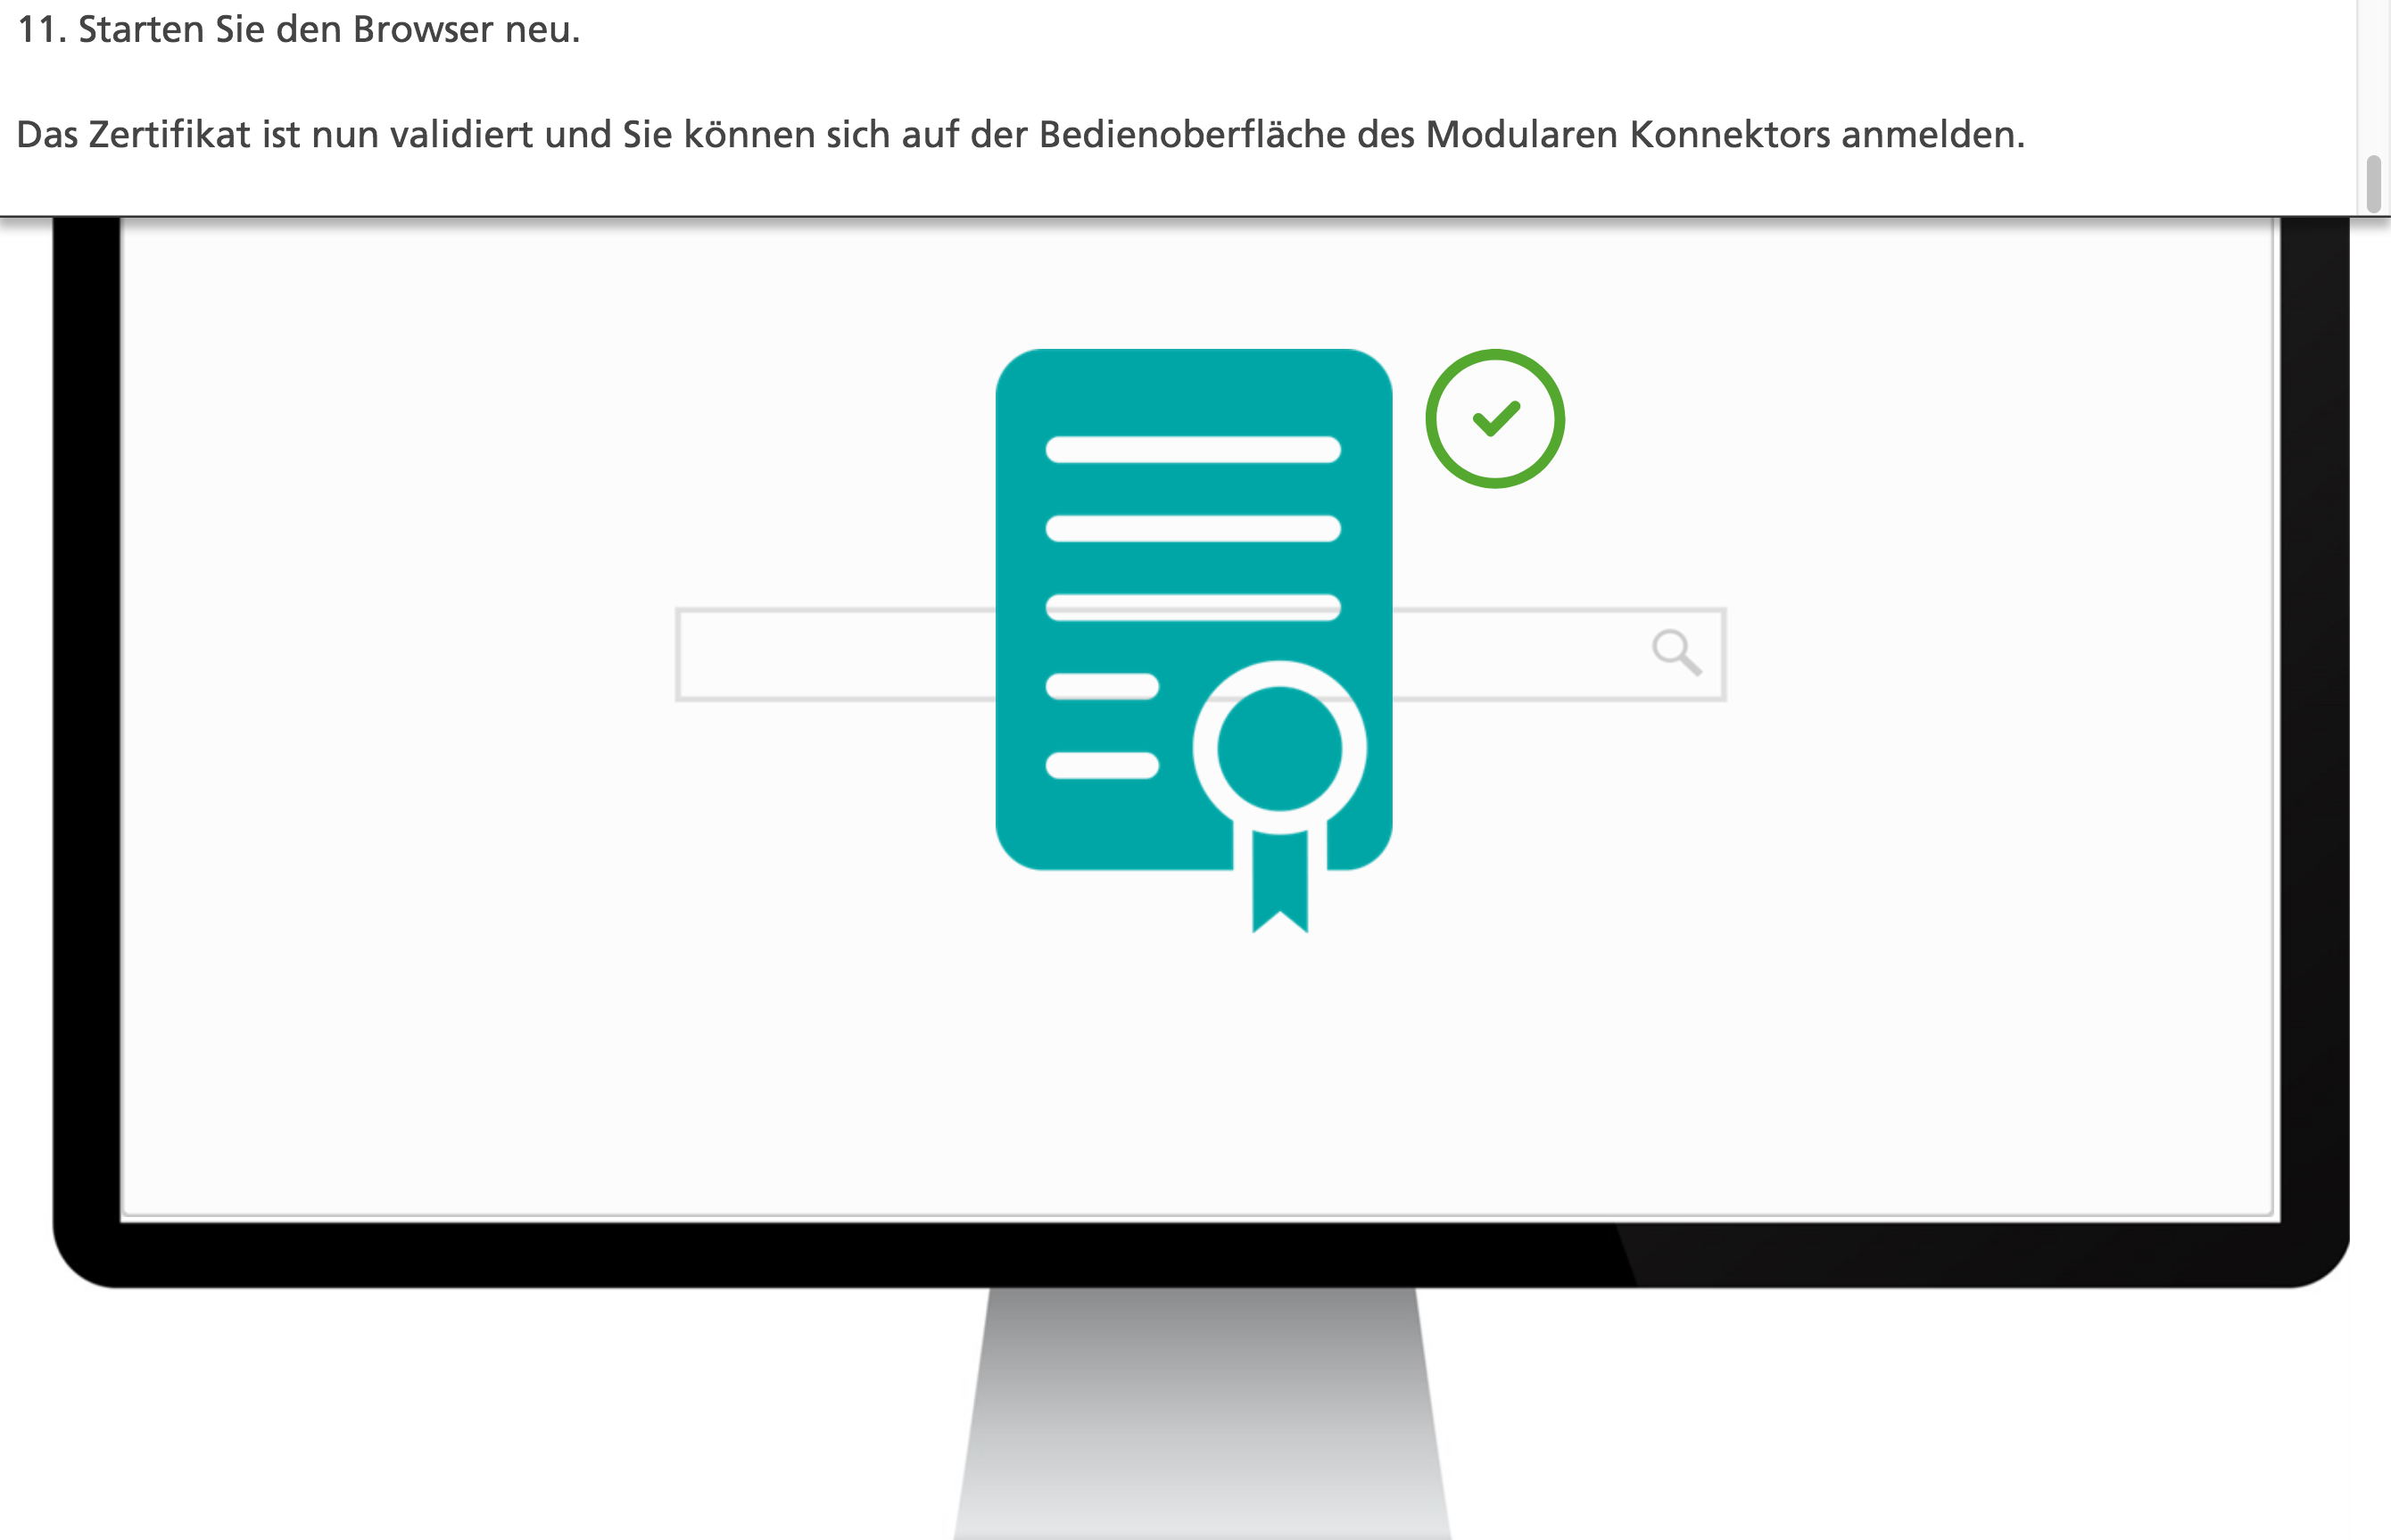 11. Starten Sie den Browser neu.
Das Zertifikat ist nun validiert und Sie können sich auf der Bedienoberfläche des Modularen Konnektors anmelden.